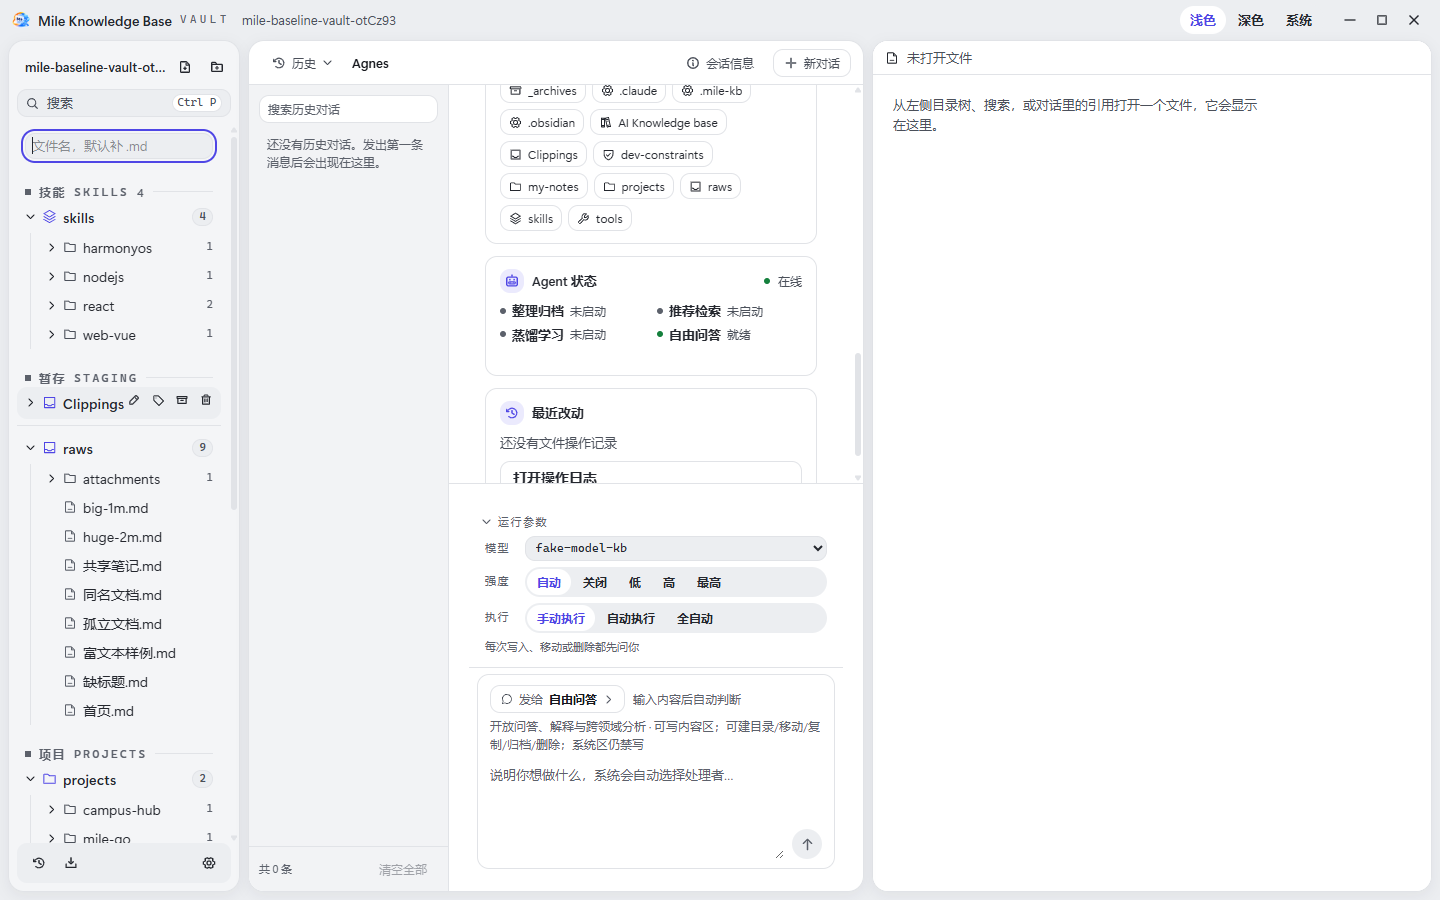 Mile Knowledge Base VAULT mile-baseline-vault-otCz93
浅色 深色 系统
mile-baseline-vault-ot...
搜索 Ctrl P
文件名，默认补 .md
技能 SKILLS 4
skills 4
harmonyos 1
nodejs 1
react 2
web-vue 1
暂存 STAGING
Clippings
raws 9
attachments 1
big-1m.md
huge-2m.md
共享笔记.md
同名文档.md
孤立文档.md
富文本样例.md
缺标题.md
首页.md
项目 PROJECTS
projects 2
campus-hub 1
mile-go 1
历史 Agnes
会话信息 新对话
搜索历史对话
还没有历史对话。发出第一条
消息后会出现在这里。
共 0 条 清空全部
_archives .claude .mile-kb
.obsidian AI Knowledge base
Clippings dev-constraints
my-notes projects raws
skills tools
Agent 状态 在线
整理归档 未启动 推荐检索 未启动
蒸馏学习 未启动 自由问答 就绪
最近改动
还没有文件操作记录
打开操作日志
运行参数
模型 fake-model-kb
强度 自动 关闭 低 高 最高
执行 手动执行 自动执行 全自动
每次写入、移动或删除都先问你
发给 自由问答 输入内容后自动判断
开放问答、解释与跨领域分析 · 可写内容区；可建目录/移动/复
制/归档/删除；系统区仍禁写
说明你想做什么，系统会自动选择处理者...
未打开文件
从左侧目录树、搜索，或对话里的引用打开一个文件，它会显示
在这里。